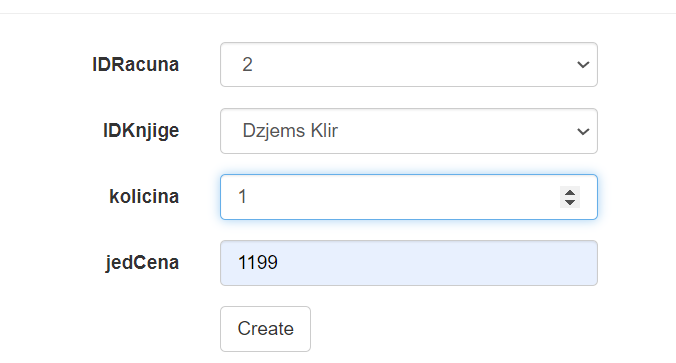 IDRacuna 2
IDKnjige Dzjems Klir
kolicina 1
jedCena 1199
Create